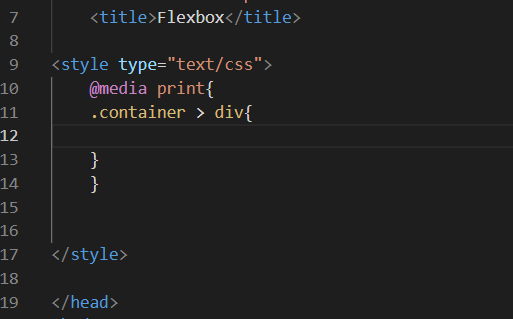 7 <title>Flexbox</title>
8
9 <style type="text/css">
10 @media print{
11 .container > div{
12
13 }
14 }
15
16
17 </style>
18
19 </head>